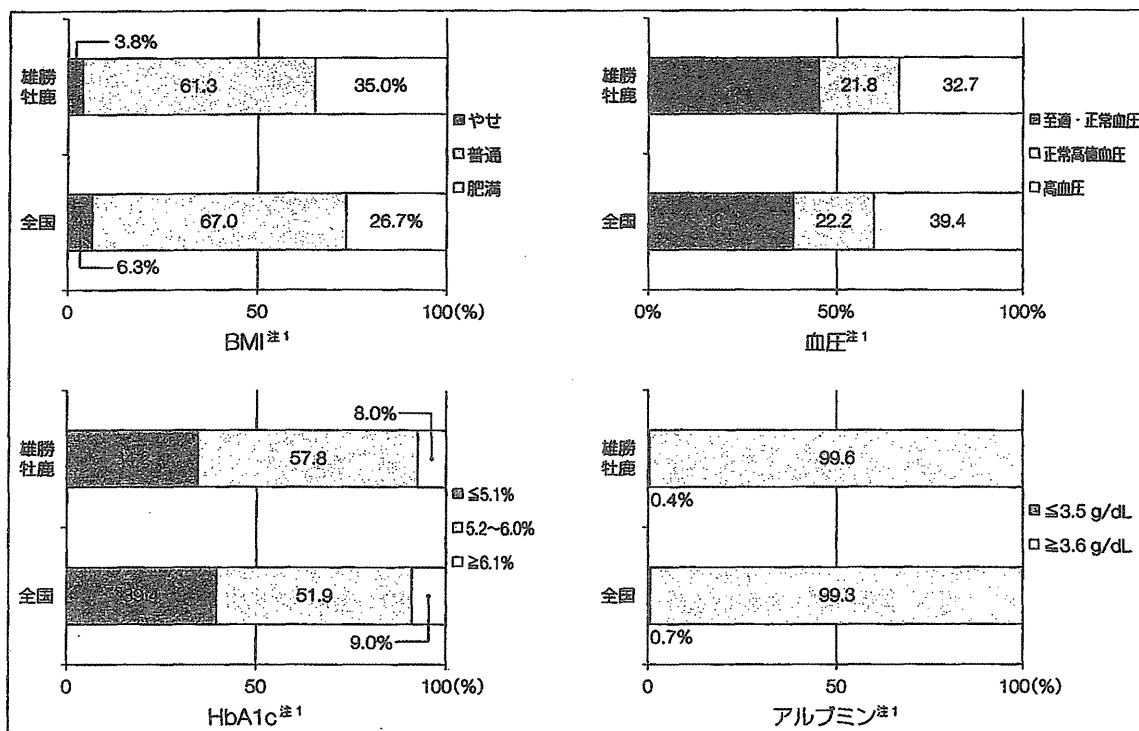 3.8%
雄勝
牡鹿
61.3
35.0%
■やせ
□普通
□肥満
全国
67.0
26.7%
6.3%
0
50
100(%)
BMI注1
雄勝
牡鹿
21.8
32.7
■至適・正常血圧
□正常高値血圧
□高血圧
全国
22.2
39.4
0%
50%
100%
血圧注1
8.0%
雄勝
牡鹿
57.8
■≦5.1%
□5.2～6.0%
□≧6.1%
全国
51.9
9.0%
0
50
100(%)
HbA1c注1
雄勝
牡鹿
99.6
0.4%
■≦3.5 g/dL
□≧3.6 g/dL
全国
99.3
0.7%
0
50
100(%)
アルブミン注1